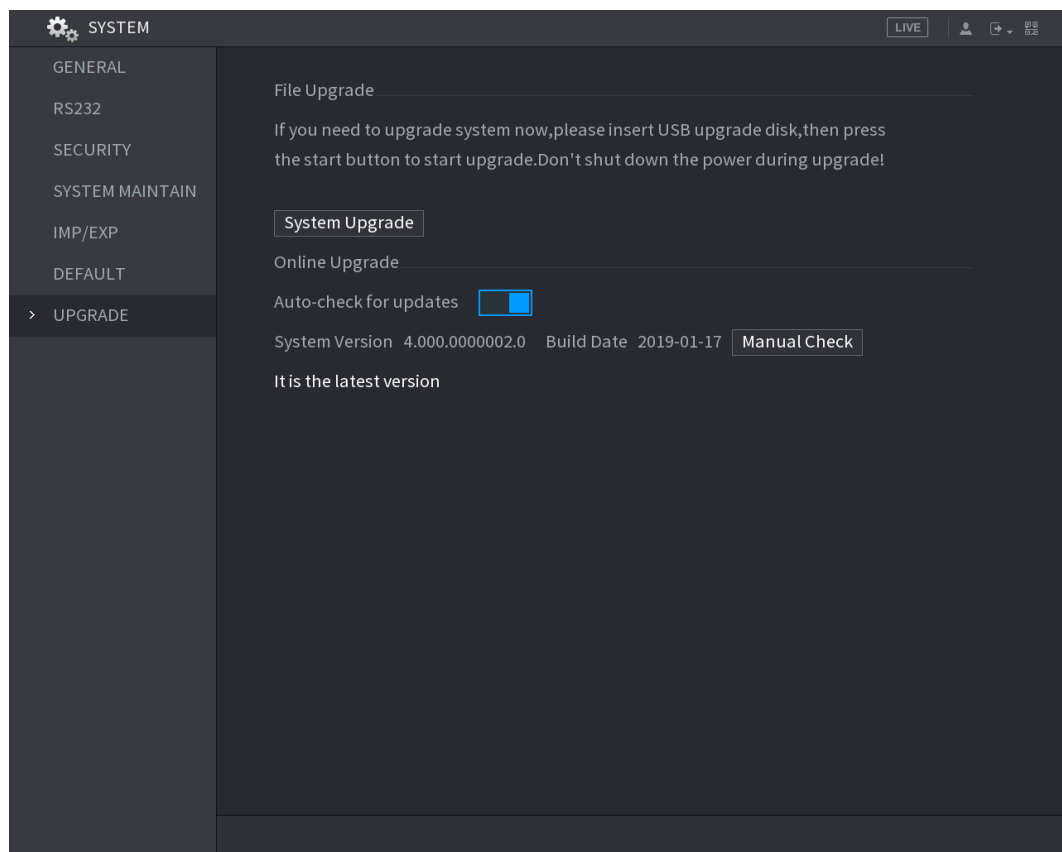 SYSTEM
LIVE
GENERAL
RS232
SECURITY
SYSTEM MAINTAIN
IMP/EXP
DEFAULT
UPGRADE
File Upgrade
If you need to upgrade system now,please insert USB upgrade disk,then press
the start button to start upgrade.Don't shut down the power during upgrade!
System Upgrade
Online Upgrade
Auto-check for updates
System Version 4.000.0000002.0 Build Date 2019-01-17 Manual Check
It is the latest version